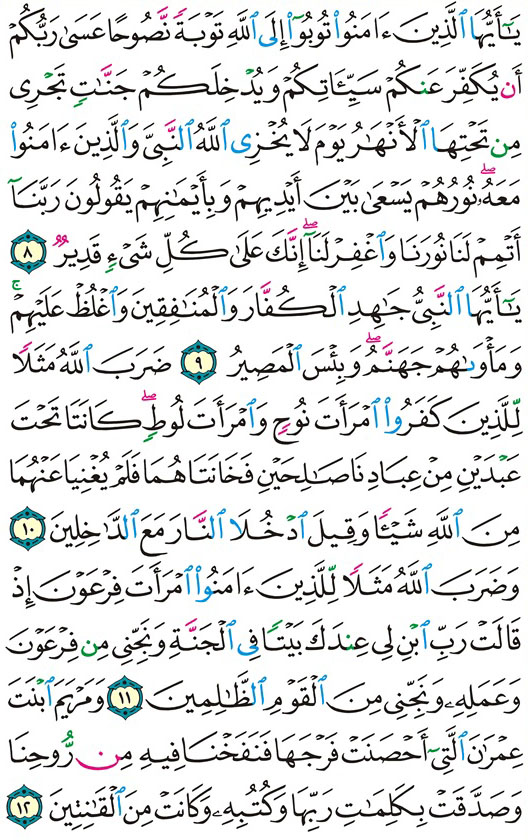 يَٰٓأَيُّهَا ٱلَّذِينَ ءَامَنُوا۟ تُوبُوٓا۟ إِلَى ٱللَّهِ تَوْبَةً نَّصُوحًا عَسَىٰ رَبُّكُمْ
أَن يُكَفِّرَ عَنكُمْ سَيِّـَٔاتِكُمْ وَيُدْخِلَكُمْ جَنَّٰتٍ تَجْرِى
مِن تَحْتِهَا ٱلْأَنْهَٰرُ يَوْمَ لَا يُخْزِى ٱللَّهُ ٱلنَّبِىَّ وَٱلَّذِينَ ءَامَنُوا۟
مَعَهُۥۖ نُورُهُمْ يَسْعَىٰ بَيْنَ أَيْدِيهِمْ وَبِأَيْمَٰنِهِمْ يَقُولُونَ رَبَّنَآ
أَتْمِمْ لَنَا نُورَنَا وَٱغْفِرْ لَنَآۖ إِنَّكَ عَلَىٰ كُلِّ شَىْءٍ قَدِيرٌ ٨
يَٰٓأَيُّهَا ٱلنَّبِىُّ جَٰهِدِ ٱلْكُفَّارَ وَٱلْمُنَٰفِقِينَ وَٱغْلُظْ عَلَيْهِمْۚ
وَمَأْوَىٰهُمْ جَهَنَّمُۖ وَبِئْسَ ٱلْمَصِيرُ ٩ ضَرَبَ ٱللَّهُ مَثَلًا
لِّلَّذِينَ كَفَرُوا۟ ٱمْرَأَتَ نُوحٍ وَٱمْرَأَتَ لُوطٍۖ كَانَتَا تَحْتَ
عَبْدَيْنِ مِنْ عِبَادِنَا صَٰلِحَيْنِ فَخَانَتَاهُمَا فَلَمْ يُغْنِيَا عَنْهُمَا
مِنَ ٱللَّهِ شَيْـًٔا وَقِيلَ ٱدْخُلَا ٱلنَّارَ مَعَ ٱلدَّٰخِلِينَ ١٠
وَضَرَبَ ٱللَّهُ مَثَلًا لِّلَّذِينَ ءَامَنُوا۟ ٱمْرَأَتَ فِرْعَوْنَ إِذْ
قَالَتْ رَبِّ ٱبْنِ لِى عِندَكَ بَيْتًا فِى ٱلْجَنَّةِ وَنَجِّنِى مِن فِرْعَوْنَ
وَعَمَلِهِۦ وَنَجِّنِى مِنَ ٱلْقَوْمِ ٱلظَّٰلِمِينَ ١١ وَمَرْيَمَ ٱبْنَتَ
عِمْرَٰنَ ٱلَّتِىٓ أَحْصَنَتْ فَرْجَهَا فَنَفَخْنَا فِيهِ مِن رُّوحِنَا
وَصَدَّقَتْ بِكَلِمَٰتِ رَبِّهَا وَكُتُبِهِۦ وَكَانَتْ مِنَ ٱلْقَٰنِتِينَ ١٢